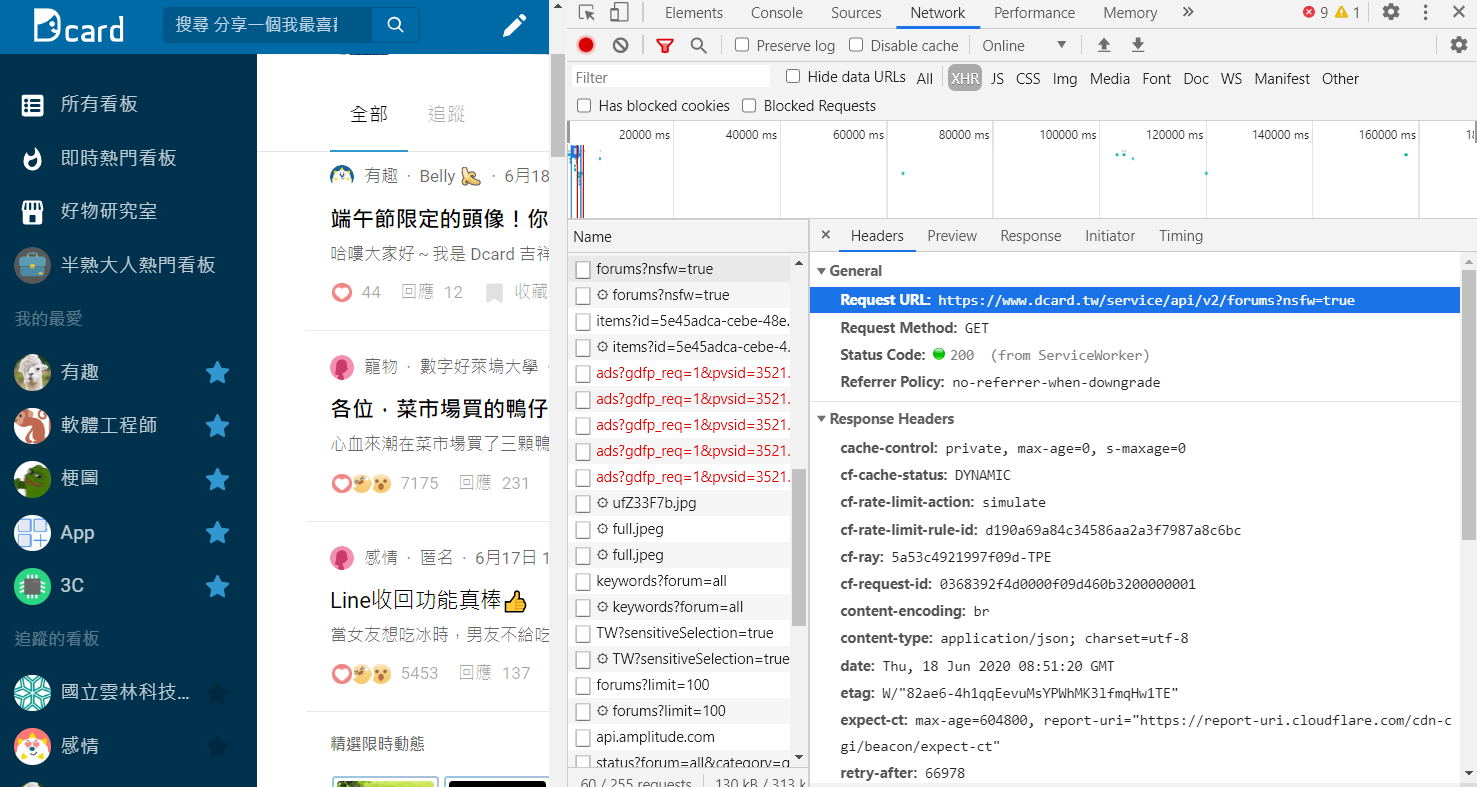 Dcard
搜尋 分享一個我最喜
所有看板
即時熱門看板
好物研究室
半熟大人熱門看板
我的最愛
有趣
軟體工程師
梗圖
App
3C
追蹤的看板
國立雲林科技...
感情
全部 追蹤
有趣 · Belly · 6月18
端午節限定的頭像！你
哈嘍大家好～我是 Dcard 吉祥
44 回應 12 收藏
寵物 · 數字好萊塢大學 ·
各位，菜市場買的鴨仔
心血來潮在菜市場買了三顆鴨
7175 回應 231
感情 · 匿名 · 6月17日 1
Line收回功能真棒👍
當女友想吃冰時，男友不給吃
5453 回應 137
精選限時動態
Elements Console Sources Network Performance Memory » 9 1
Preserve log Disable cache Online
Filter Hide data URLs All XHR JS CSS Img Media Font Doc WS Manifest Other
Has blocked cookies Blocked Requests
20000 ms 40000 ms 60000 ms 80000 ms 100000 ms 120000 ms 140000 ms 160000 ms
Name
forums?nsfw=true
forums?nsfw=true
items?id=5e45adca-cebe-48e.
items?id=5e45adca-cebe-4.
ads?gdfp_req=1&pvsid=3521.
ads?gdfp_req=1&pvsid=3521.
ads?gdfp_req=1&pvsid=3521.
ads?gdfp_req=1&pvsid=3521.
ads?gdfp_req=1&pvsid=3521.
ufZ33F7b.jpg
full.jpeg
full.jpeg
keywords?forum=all
keywords?forum=all
TW?sensitiveSelection=true
TW?sensitiveSelection=true
forums?limit=100
forums?limit=100
api.amplitude.com
status?forum=all&category=g
60 / 255 requests 130 kB / 313 k
Headers Preview Response Initiator Timing
General
Request URL: https://www.dcard.tw/service/api/v2/forums?nsfw=true
Request Method: GET
Status Code: 200 (from ServiceWorker)
Referrer Policy: no-referrer-when-downgrade
Response Headers
cache-control: private, max-age=0, s-maxage=0
cf-cache-status: DYNAMIC
cf-rate-limit-action: simulate
cf-rate-limit-rule-id: d190a69a84c34586aa2a3f7987a8c6bc
cf-ray: 5a53c4921997f09d-TPE
cf-request-id: 0368392f4d0000f09d460b3200000001
content-encoding: br
content-type: application/json; charset=utf-8
date: Thu, 18 Jun 2020 08:51:20 GMT
etag: W/"82ae6-4h1qqEevuMsYPWhMK3lfmqHw1TE"
expect-ct: max-age=604800, report-uri="https://report-uri.cloudflare.com/cdn-c
gi/beacon/expect-ct"
retry-after: 66978